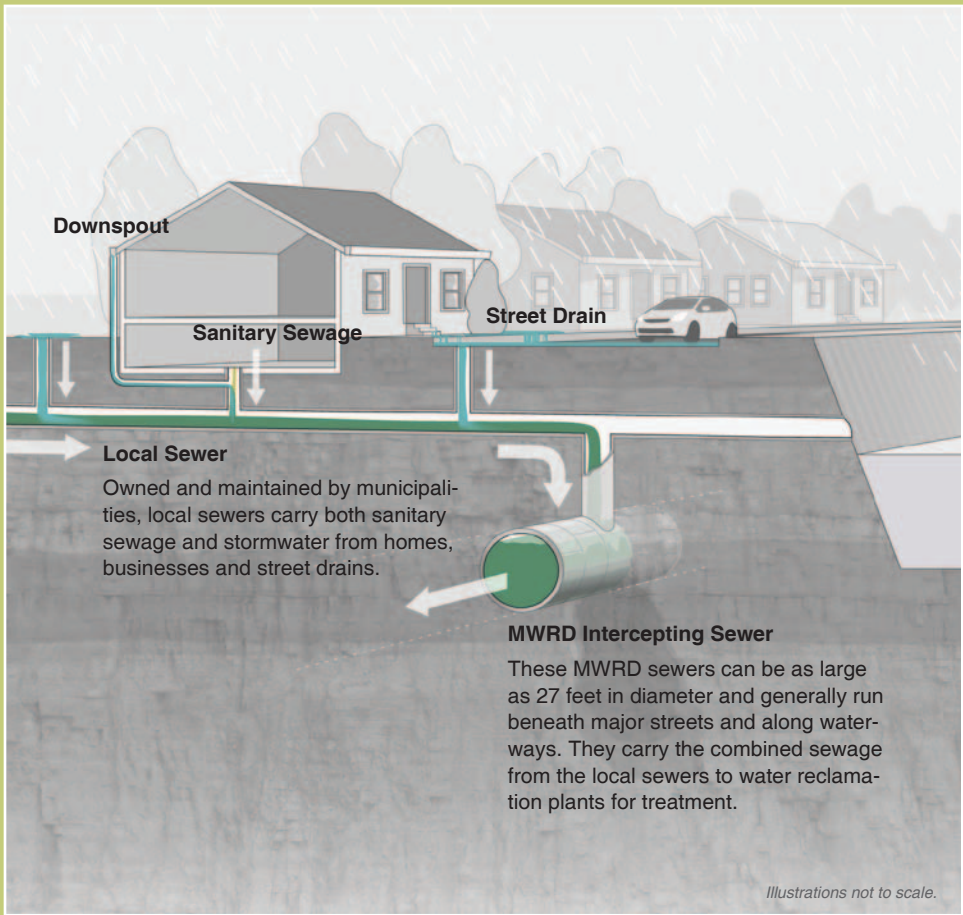 Downspout
Sanitary Sewage
Street Drain
Local Sewer
Owned and maintained by municipali-
ties, local sewers carry both sanitary
sewage and stormwater from homes,
businesses and street drains.
MWRD Intercepting Sewer
These MWRD sewers can be as large
as 27 feet in diameter and generally run
beneath major streets and along water-
ways. They carry the combined sewage
from the local sewers to water reclama-
tion plants for treatment.
Illustrations not to scale.